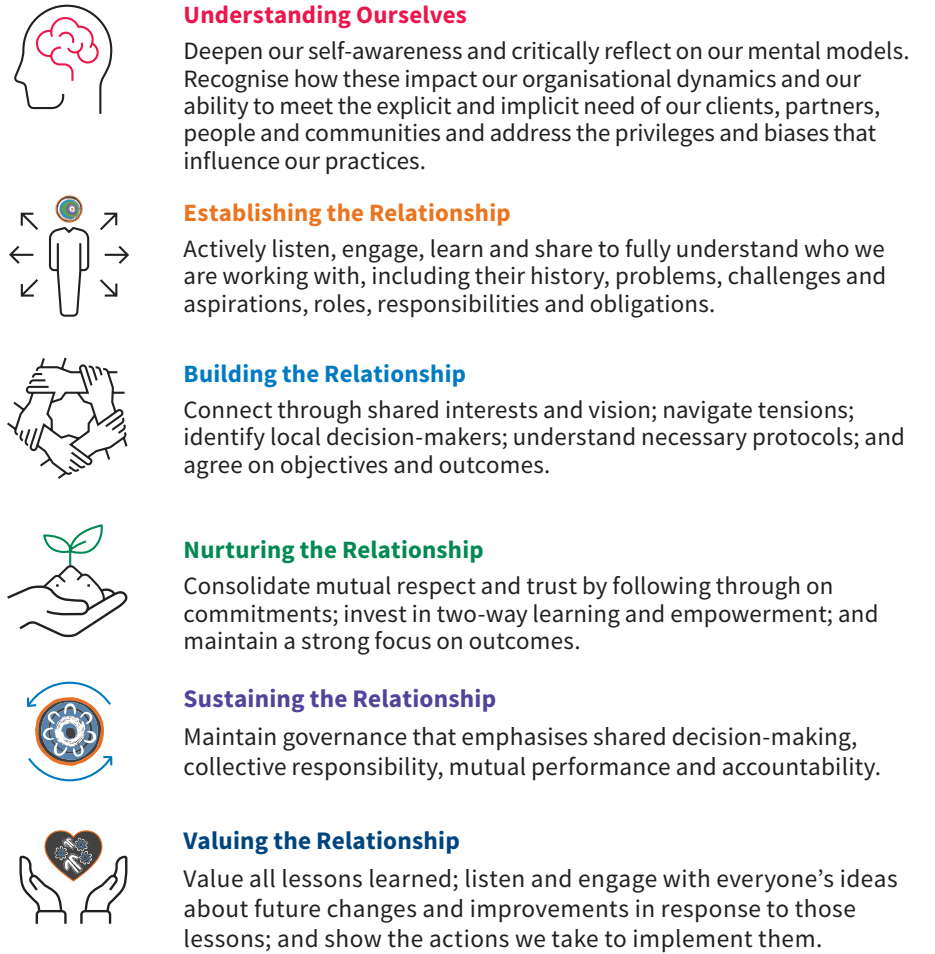 Understanding Ourselves
Deepen our self-awareness and critically reflect on our mental models.
Recognise how these impact our organisational dynamics and our
ability to meet the explicit and implicit need of our clients, partners,
people and communities and address the privileges and biases that
influence our practices.
Establishing the Relationship
Actively listen, engage, learn and share to fully understand who we
are working with, including their history, problems, challenges and
aspirations, roles, responsibilities and obligations.
Building the Relationship
Connect through shared interests and vision; navigate tensions;
identify local decision-makers; understand necessary protocols; and
agree on objectives and outcomes.
Nurturing the Relationship
Consolidate mutual respect and trust by following through on
commitments; invest in two-way learning and empowerment; and
maintain a strong focus on outcomes.
Sustaining the Relationship
Maintain governance that emphasises shared decision-making,
collective responsibility, mutual performance and accountability.
Valuing the Relationship
Value all lessons learned; listen and engage with everyone’s ideas
about future changes and improvements in response to those
lessons; and show the actions we take to implement them.